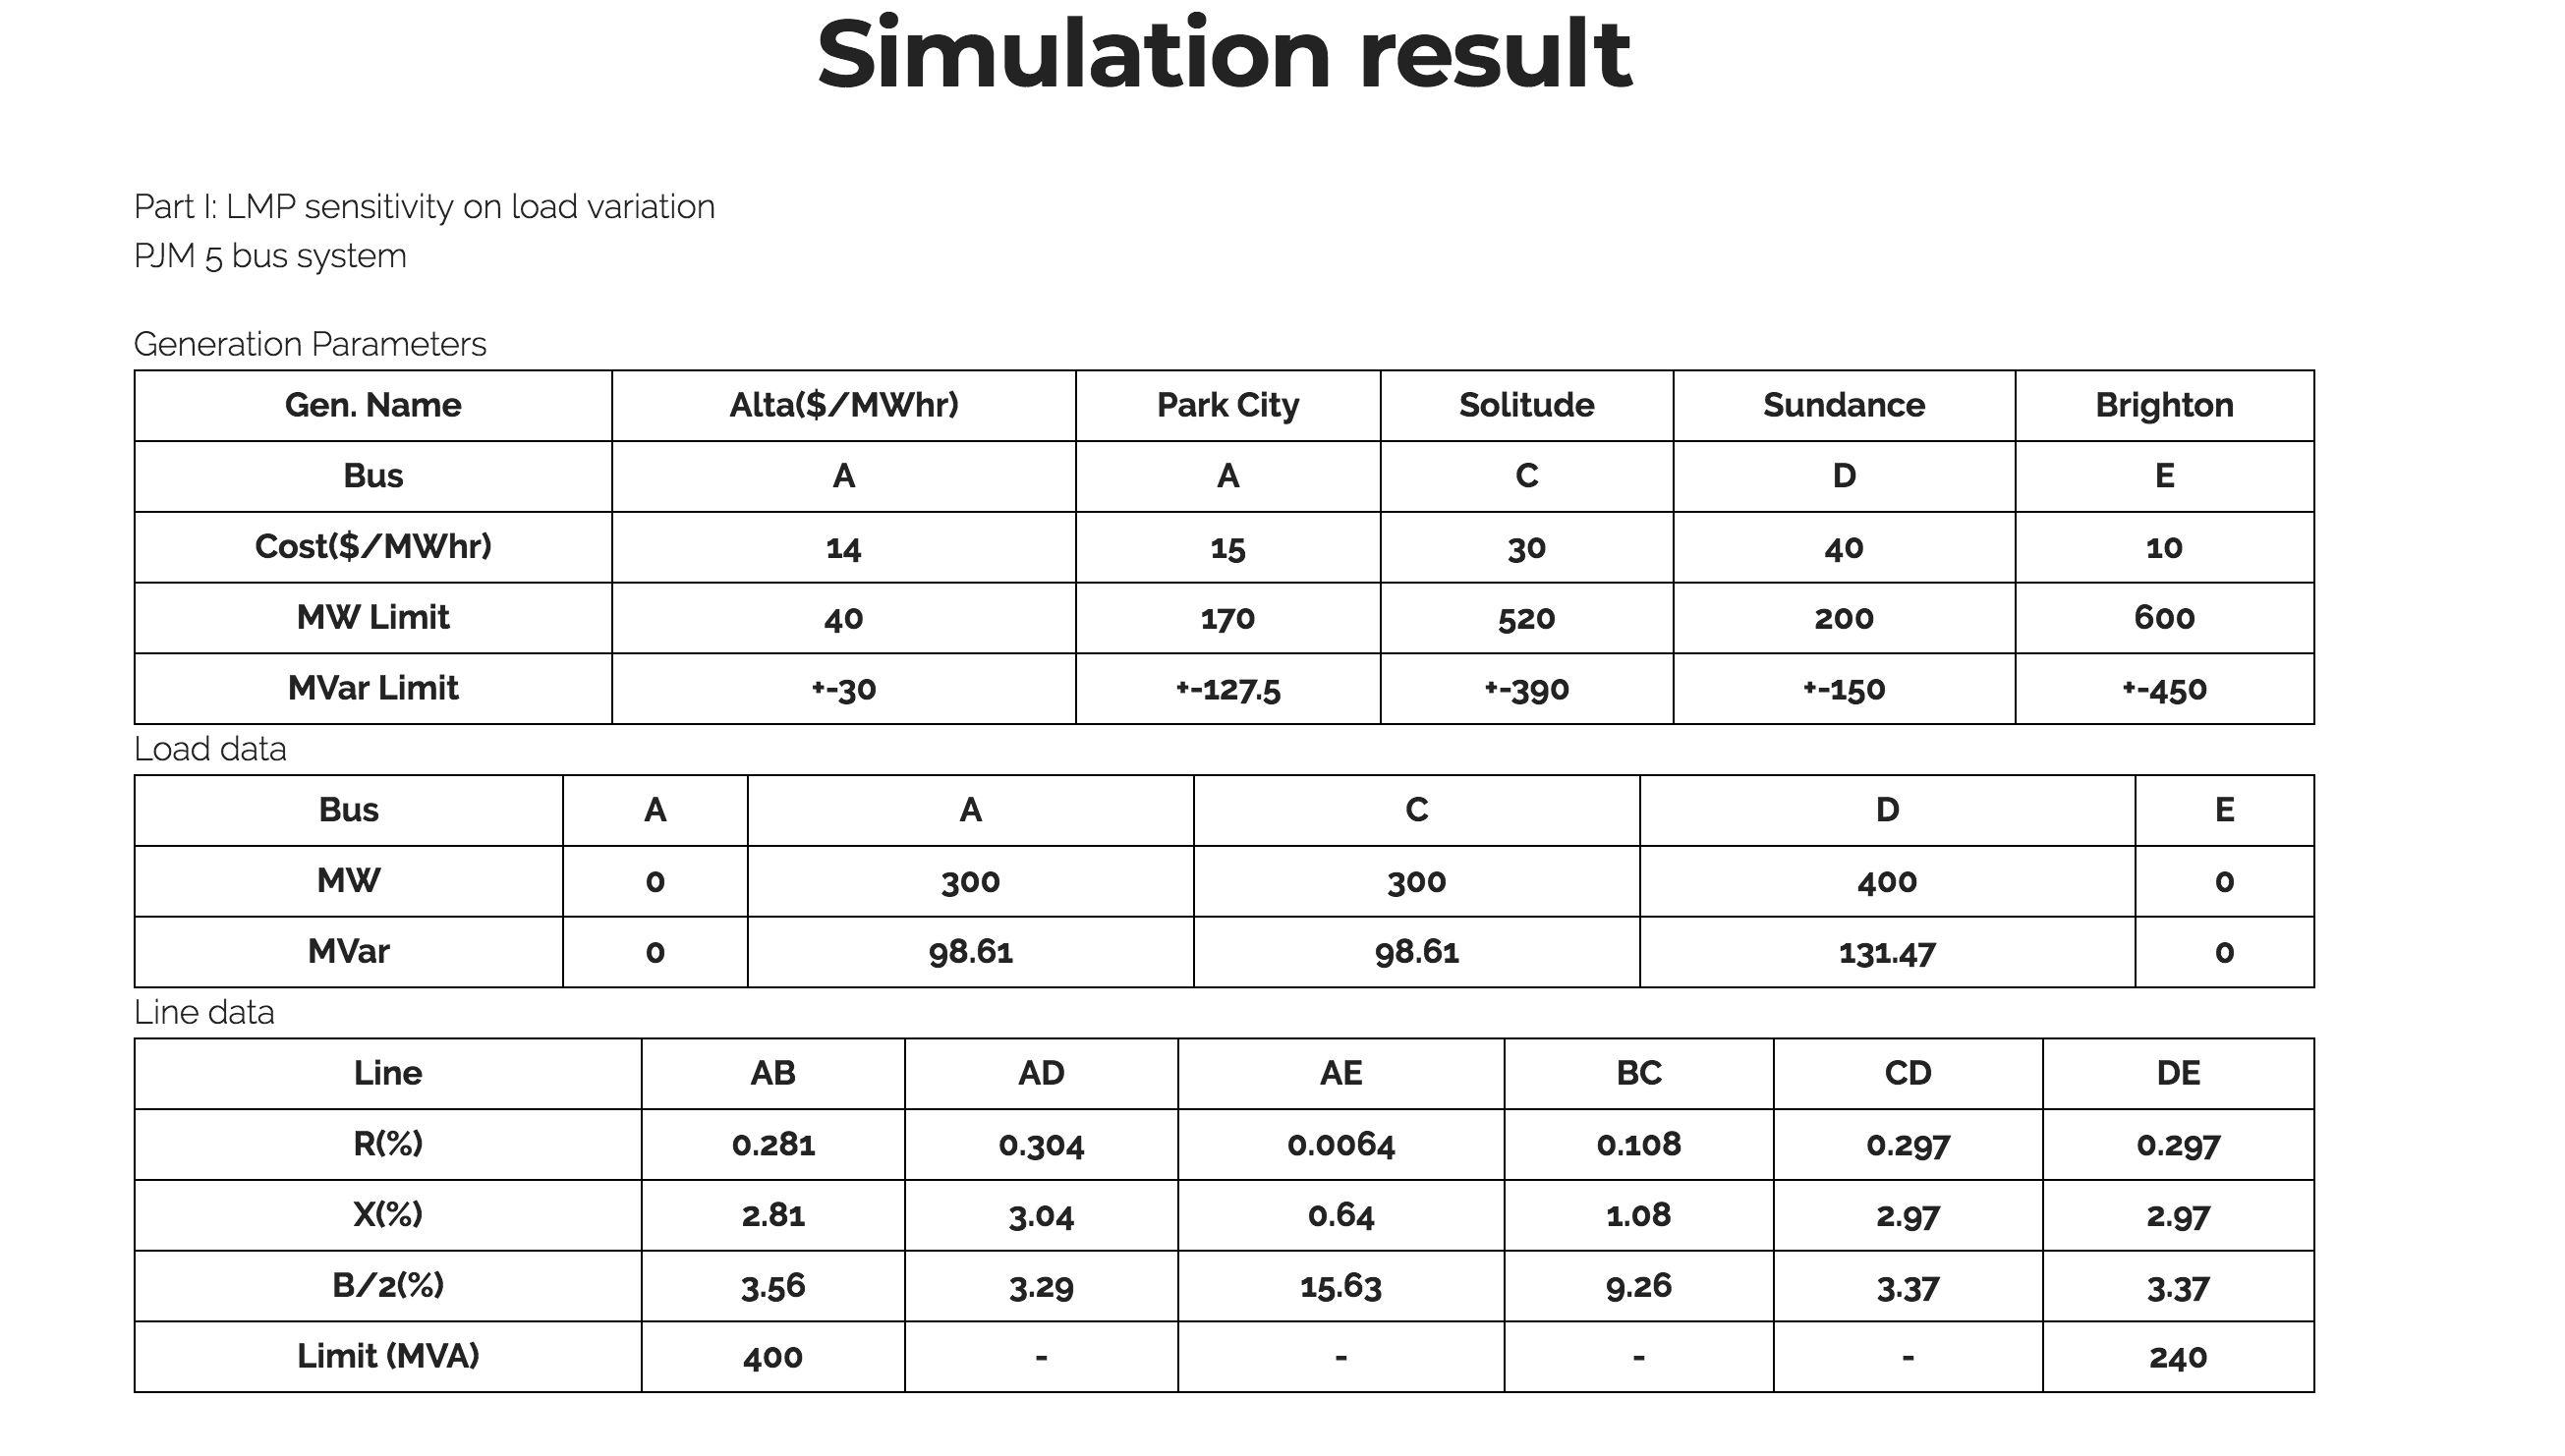 Simulation result
Part I: LMP sensitivity on load variation
PJM 5 bus system
Generation Parameters
Gen. Name Alta($/MWhr) Park City Solitude Sundance Brighton
Bus A A C D E
Cost($/MWhr) 14 15 30 40 10
MW Limit 40 170 520 200 600
MVar Limit +-30 +-127.5 +-390 +-150 +-450
Load data
Bus A A C D E
MW 0 300 300 400 0
MVar 0 98.61 98.61 131.47 0
Line data
Line AB AD AE BC CD DE
R(%) 0.281 0.304 0.0064 0.108 0.297 0.297
X(%) 2.81 3.04 0.64 1.08 2.97 2.97
B/2(%) 3.56 3.29 15.63 9.26 3.37 3.37
Limit (MVA) 400 - - - - 240